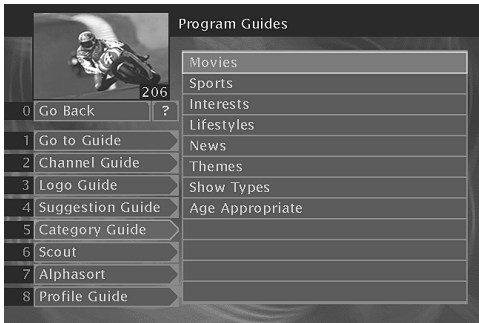 Program Guides
206
0 Go Back ?
1 Go to Guide
2 Channel Guide
3 Logo Guide
4 Suggestion Guide
5 Category Guide
6 Scout
7 Alphasort
8 Profile Guide
Movies
Sports
Interests
Lifestyles
News
Themes
Show Types
Age Appropriate